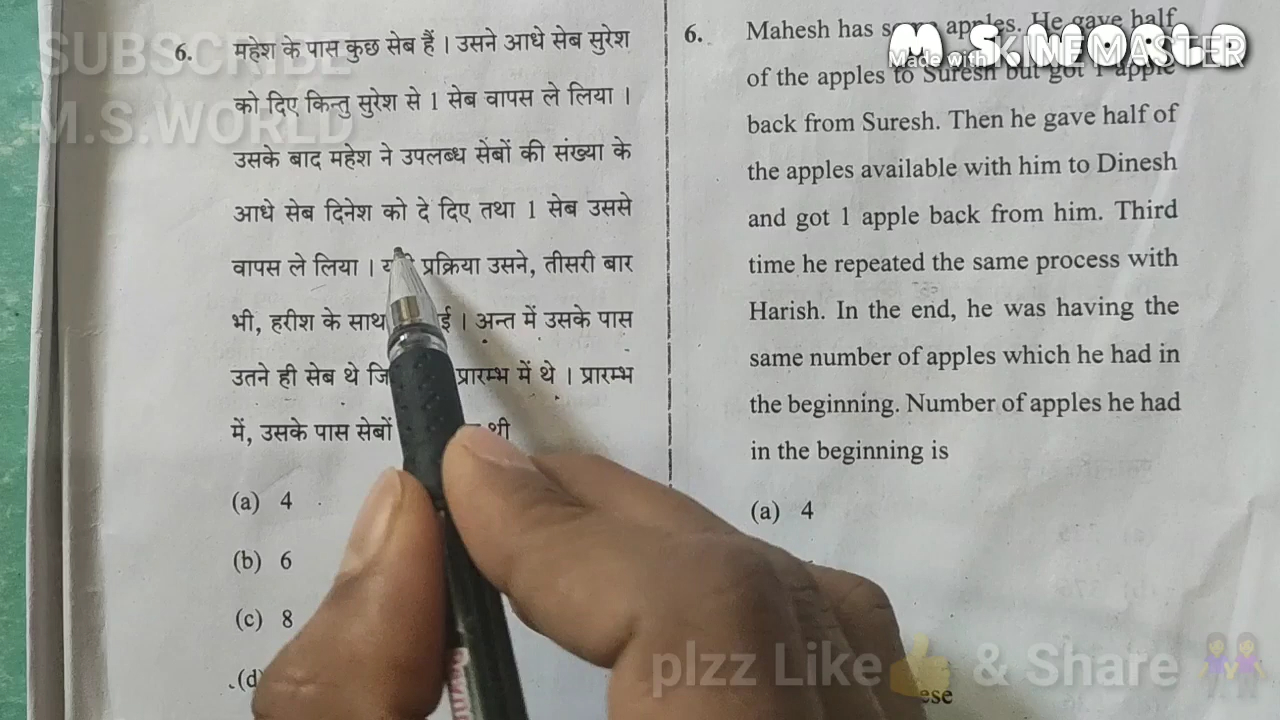 SUBSCRIBE
M.S.WORLD
6. महेश के पास कुछ सेब हैं । उसने आधे सेब सुरेश
को दिए किन्तु सुरेश से 1 सेब वापस ले लिया ।
उसके बाद महेश ने उपलब्ध सेबों की संख्या के
आधे सेब दिनेश को दे दिए तथा 1 सेब उससे
वापस ले लिया । प्रक्रिया उसने, तीसरी बार
भी, हरीश के साथ । अन्त में उसके पास
उतने ही सेब थे प्रारम्भ में थे । प्रारम्भ
में, उसके पास सेबों थी
(a) 4
(b) 6
(c) 8
(d)
M.S.WORLD
Made with KINEMASTER
6. Mahesh has some apples. He gave half
of the apples to Suresh but got 1 apple
back from Suresh. Then he gave half of
the apples available with him to Dinesh
and got 1 apple back from him. Third
time he repeated the same process with
Harish. In the end, he was having the
same number of apples which he had in
the beginning. Number of apples he had
in the beginning is
(a) 4
plzz Like👍 & Share 👭
ese